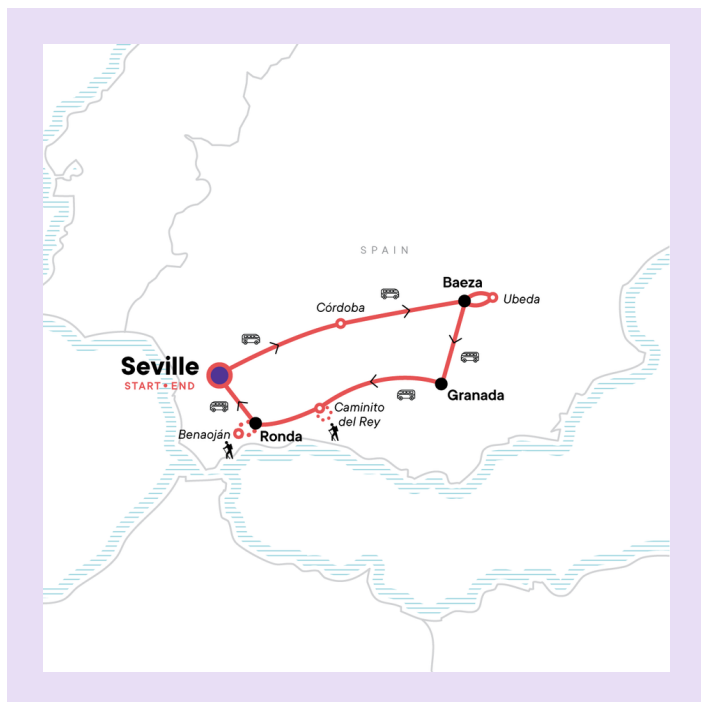 SPAIN
Baeza
Ubeda
Córdoba
Seville
START•END
Granada
Caminito
del Rey
Benaoján
Ronda